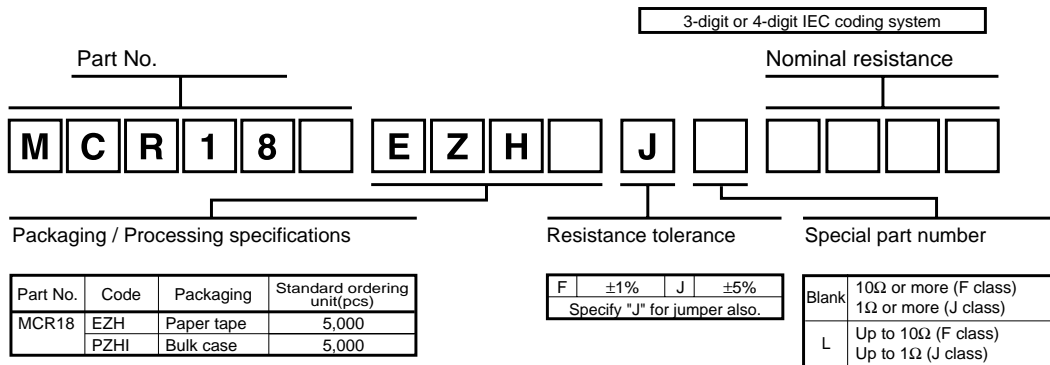 3-digit or 4-digit IEC coding system
Part No.
Nominal resistance
M C R 1 8 E Z H J
Packaging / Processing specifications
Resistance tolerance
Special part number
Part No. Code Packaging Standard ordering unit(pcs)
MCR18 EZH Paper tape 5,000
PZHI Bulk case 5,000
F ±1% J ±5%
Specify "J" for jumper also.
Blank 10Ω or more (F class)
1Ω or more (J class)
L Up to 10Ω (F class)
Up to 1Ω (J class)